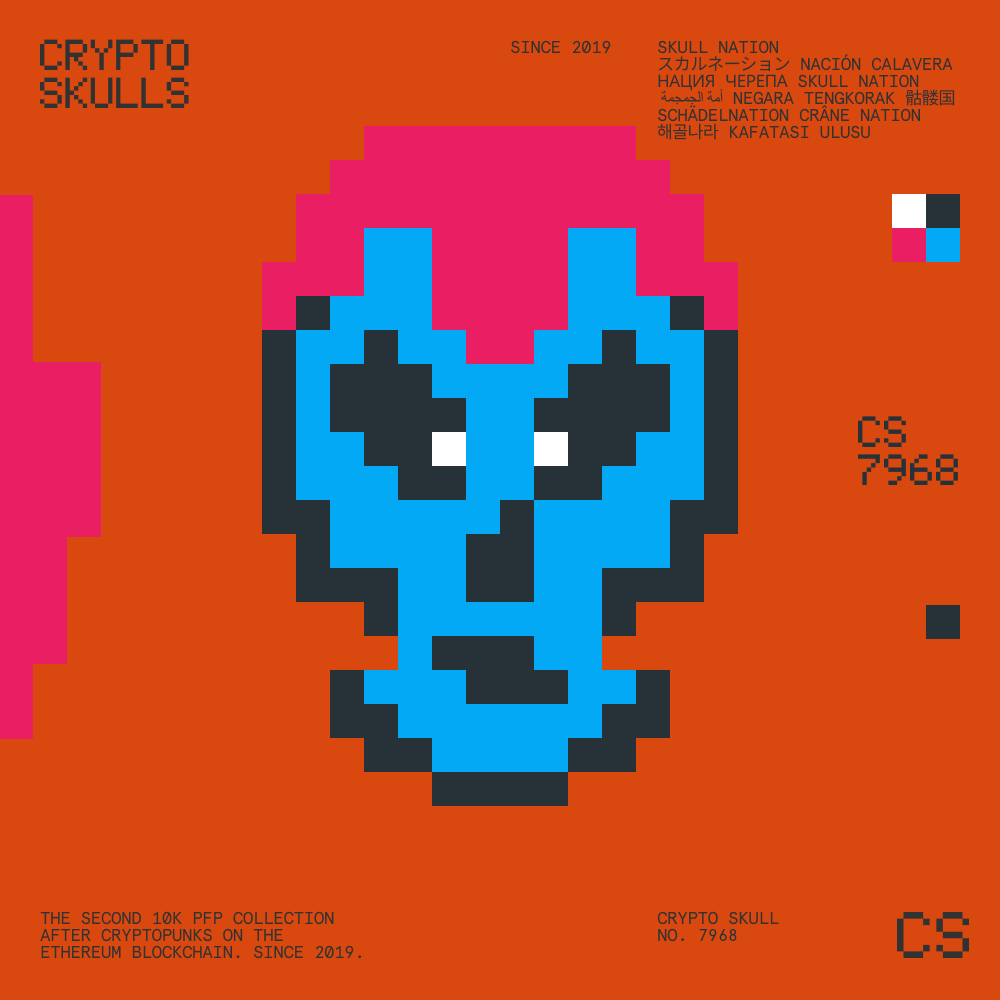 CRYPTO
SKULLS
SINCE 2019
SKULL NATION
スカルネーション NACIÓN CALAVERA
НАЦИЯ ЧЕРЕПА SKULL NATION
أمة الجمجمة NEGARA TENGKORAK 骷髅国
SCHÄDELNATION CRÂNE NATION
해골나라 KAFATASI ULUSU
CS
7968
THE SECOND 10K PFP COLLECTION
AFTER CRYPTOPUNKS ON THE
ETHEREUM BLOCKCHAIN. SINCE 2019.
CRYPTO SKULL
NO. 7968
CS